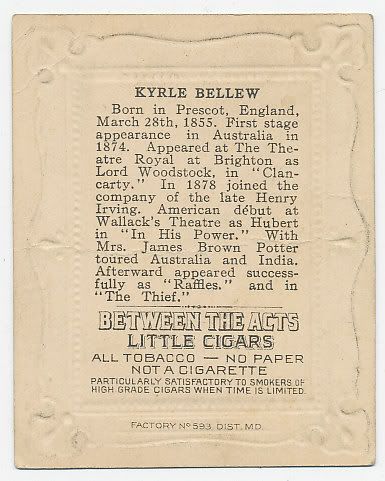 KYRLE BELLEW
Born in Prescot, England,
March 28th, 1855. First stage
appearance in Australia in
1874. Appeared at The The-
atre Royal at Brighton as
Lord Woodstock, in "Clan-
carty." In 1878 joined the
company of the late Henry
Irving. American début at
Wallack's Theatre as Hubert
in "In His Power." With
Mrs. James Brown Potter
toured Australia and India.
Afterward appeared success-
fully as "Raffles," and in
"The Thief."
BETWEEN THE ACTS
LITTLE CIGARS
ALL TOBACCO — NO PAPER
NOT A CIGARETTE
PARTICULARLY SATISFACTORY TO SMOKERS OF
HIGH GRADE CIGARS WHEN TIME IS LIMITED.
FACTORY No 593, DIST. MD.